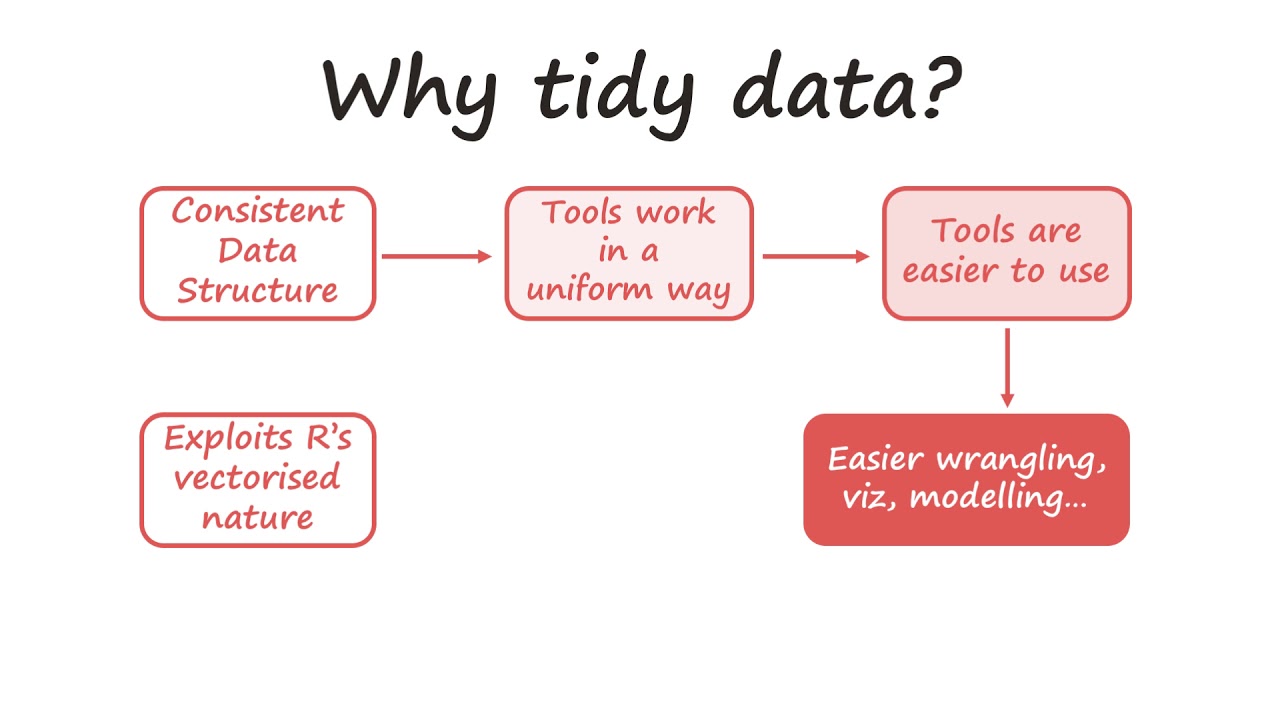 Why tidy data?
Consistent
Data
Structure
Tools work
in a
uniform way
Tools are
easier to use
Exploits R's
vectorised
nature
Easier wrangling,
viz, modelling...